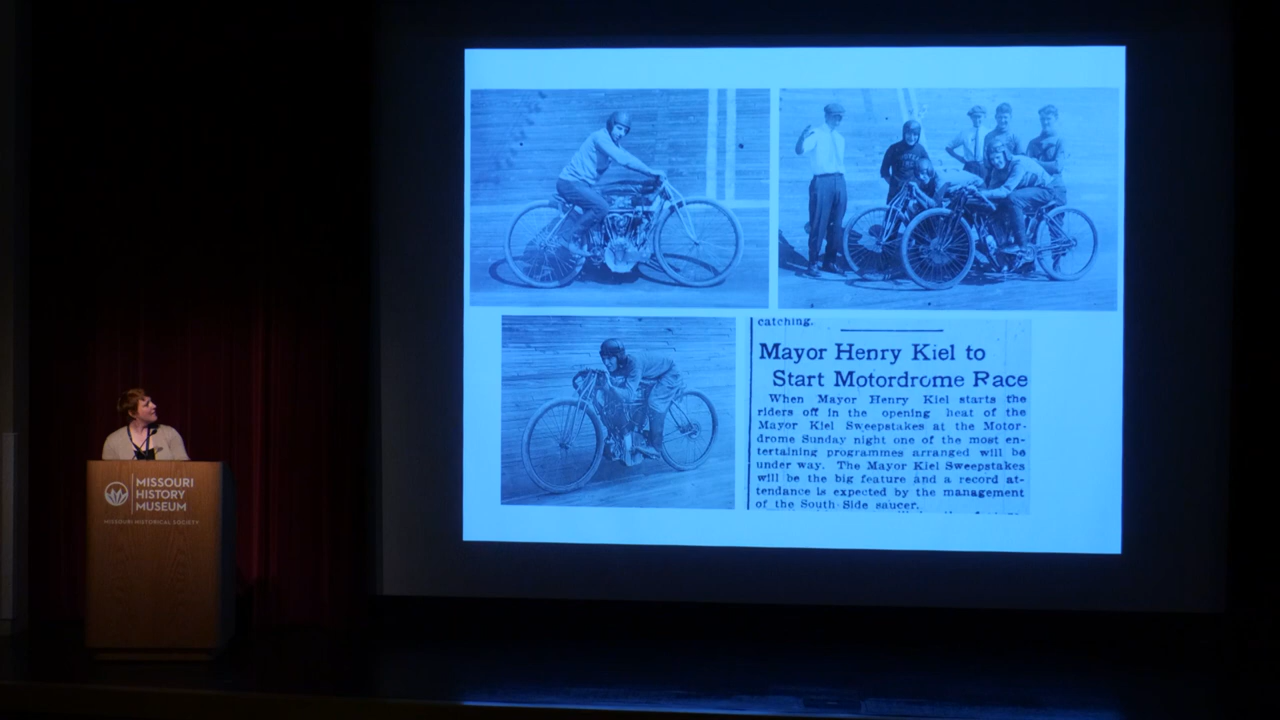 MISSOURI
HISTORY
MUSEUM
MISSOURI HISTORICAL SOCIETY
catching.
Mayor Henry Kiel to
Start Motordrome Race
When Mayor Henry Kiel starts the
riders off in the opening heat of the
Mayor Kiel Sweepstakes at the Motor-
drome Sunday night one of the most en-
tertaining programmes arranged will be
under way. The Mayor Kiel Sweepstakes
will be the big feature and a record at-
tendance is expected by the management
of the South Side saucer.